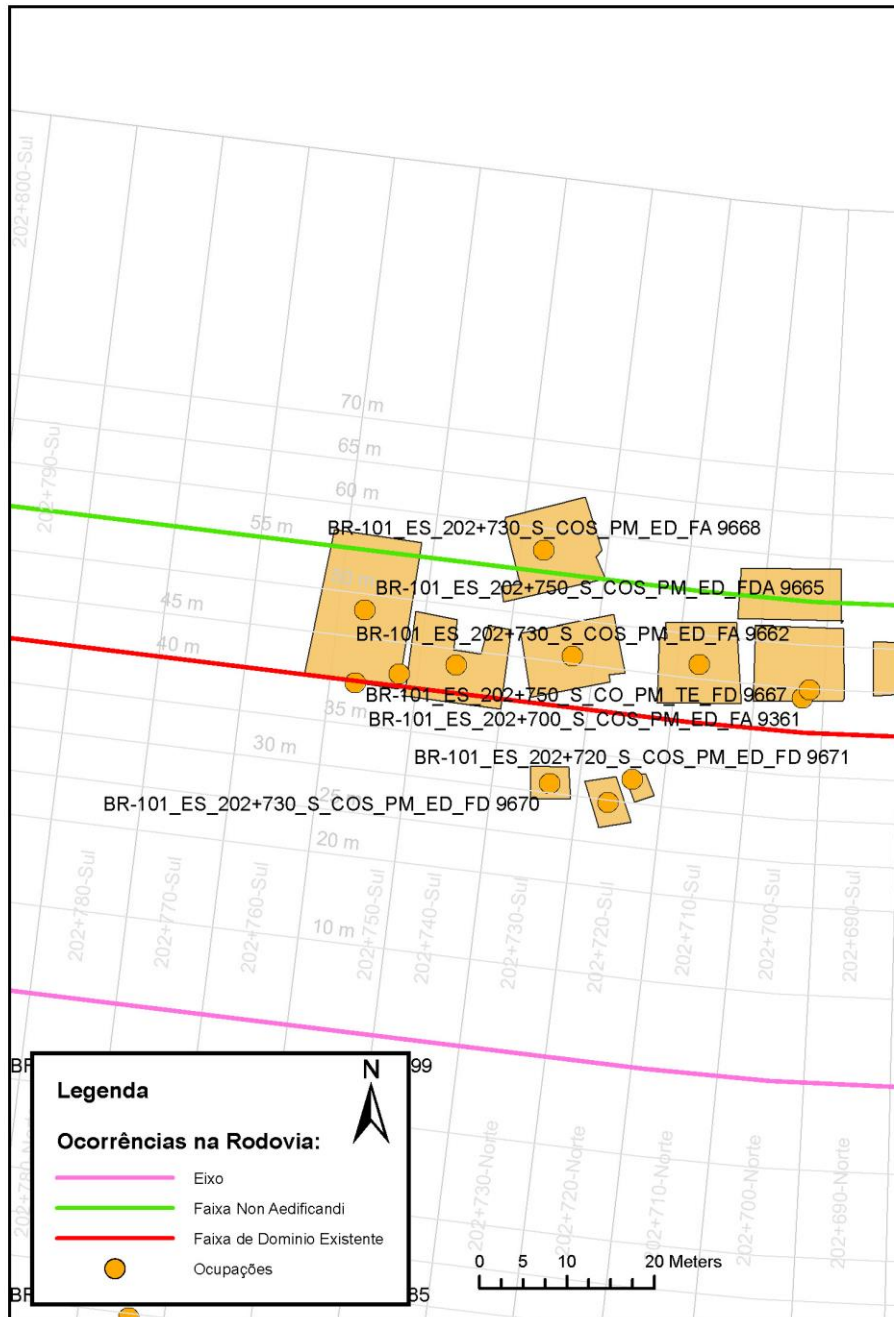 202+800-Sul
70 m
65 m
60 m
202+790-Su
55 m
BR-101_ES_202+730_S_COS_PM_ED_FA 9668
BR-101_ES_202+750_S_COS_PM_ED_FDA 9665
45 m
BR-101_ES_202+730_S_COS_PM_ED_FA 9662
40 m
BR-101_ES_202+750_S_CO_PM_TE_FD 9667
35 m
BR-101_ES_202+700_S_COS_PM_ED_FA 9361
30 m
BR-101_ES_202+720_S_COS_PM_ED_FD 9671
25 m
BR-101_ES_202+730_S_COS_PM_ED_FD 9670
20 m
202+780-Sul
202+770-Sul
202+760-Sul
202+750-Sul
202+740-Sul
202+730-Sul
202+720-Sul
202+710-Sul
202+700-Sul
202+690-Sul
10 m
99
N
Legenda
Ocorrências na Rodovia:
Eixo
Faixa Non Aedificandi
Faixa de Dominio Existente
Ocupações
85
202+730-Norte
202+720-Norte
202+710-Norte
202+700-Norte
202+690-Norte
0 5 10 20 Meters